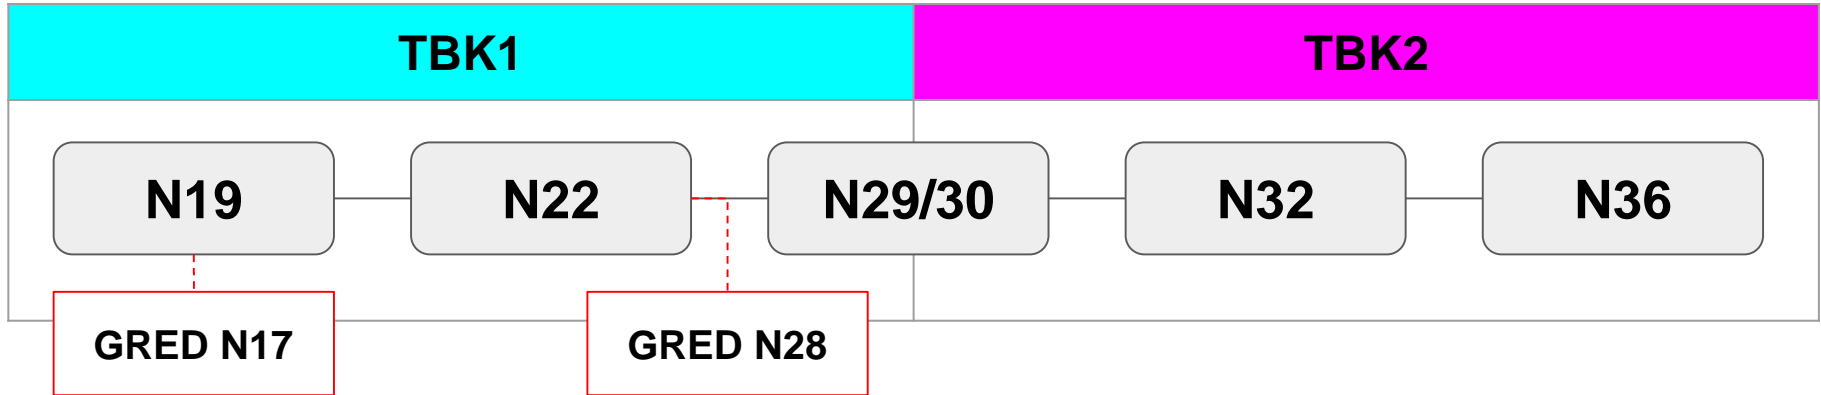 TBK1
TBK2
N19
N22
N29/30
N32
N36
GRED N17
GRED N28